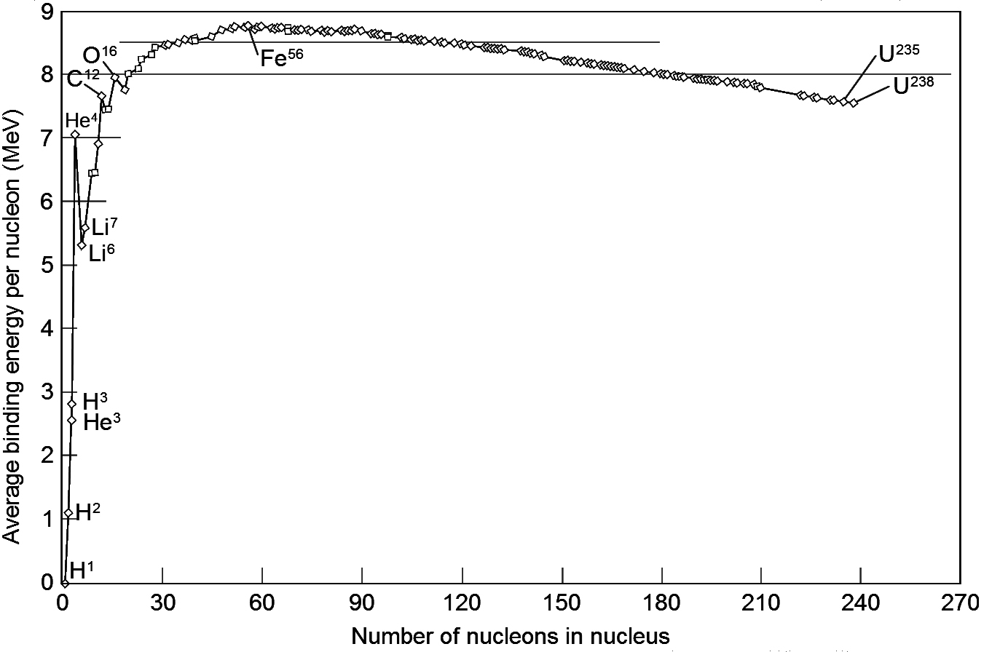 9
O¹⁶
Fe⁵⁶
U²³⁵
8
C¹²
U²³⁸
He⁴
7
6
Li⁷
Li⁶
5
4
3
H³
He³
2
H²
1
H¹
0
0 30 60 90 120 150 180 210 240 270
Number of nucleons in nucleus
Average binding energy per nucleon (MeV)